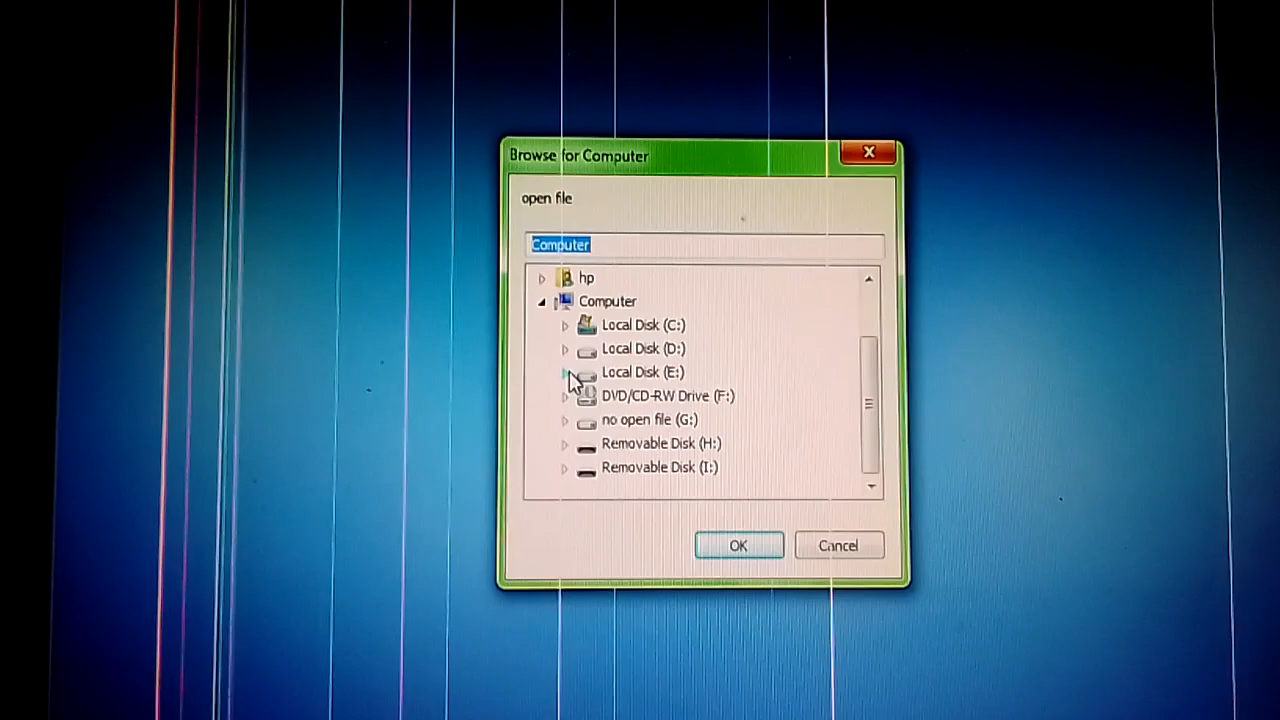 Browse for Computer
open file
Computer
hp
Computer
Local Disk (C:)
Local Disk (D:)
Local Disk (E:)
DVD/CD-RW Drive (F:)
no open file (G:)
Removable Disk (H:)
Removable Disk (I:)
OK Cancel